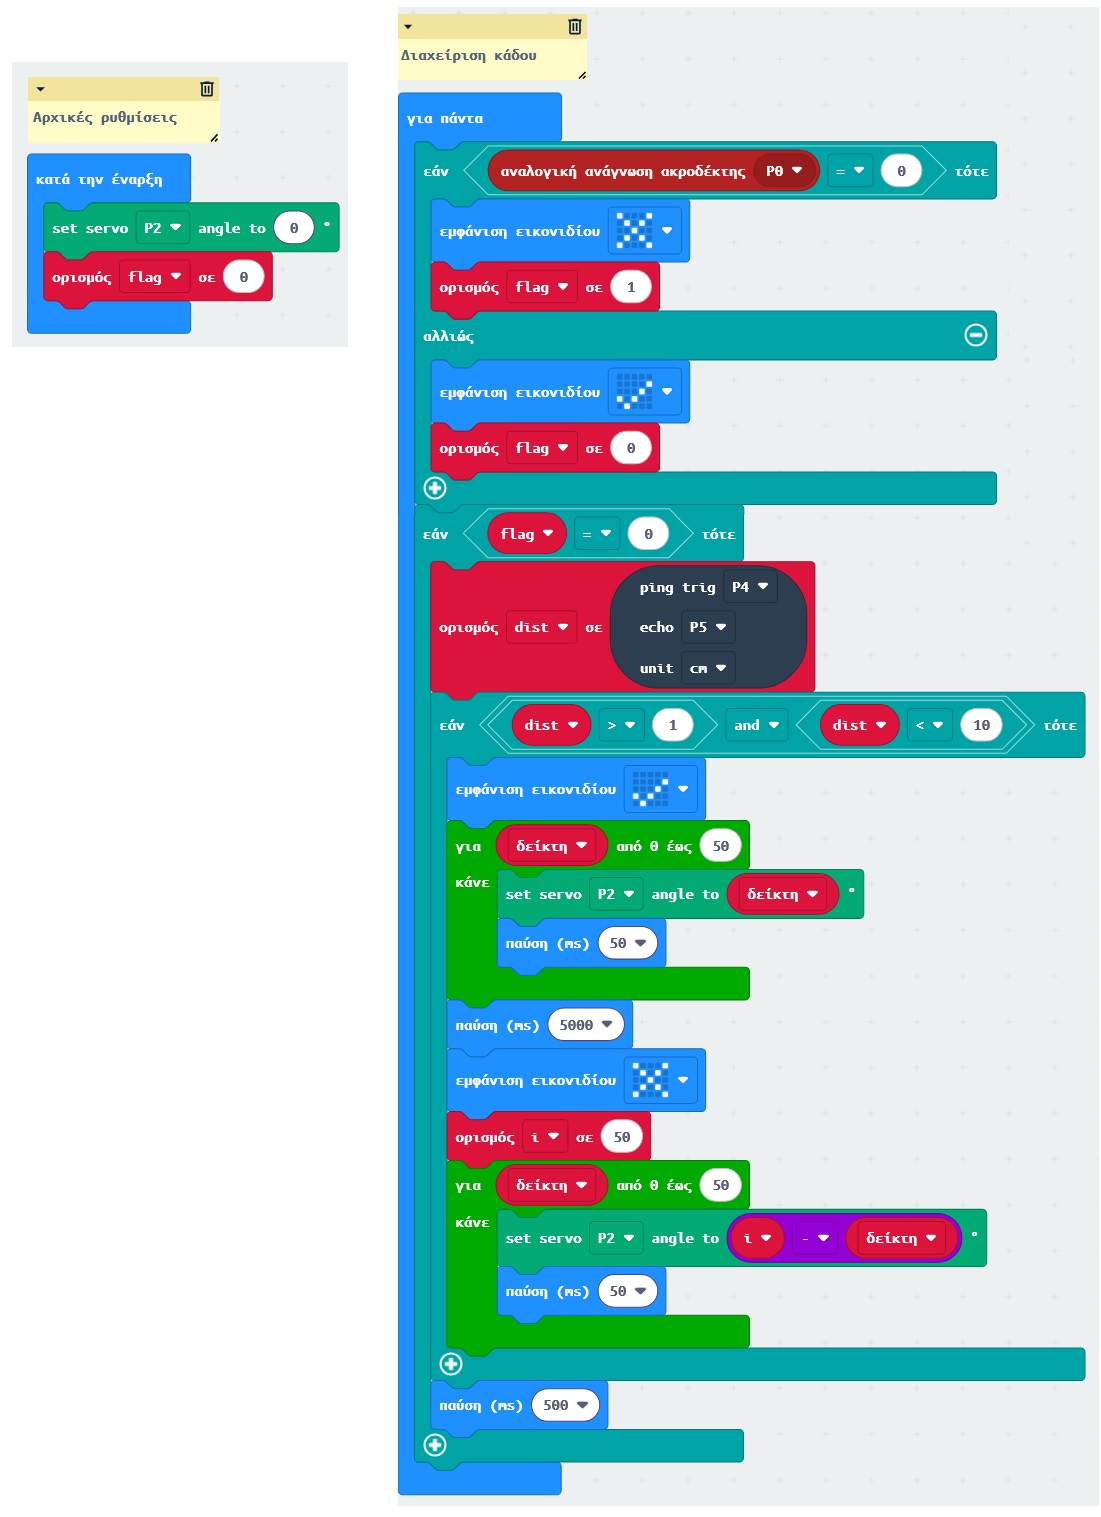 Αρχικές ρυθμίσεις
κατά την έναρξη
set servo P2 angle to 0 °
ορισμός flag σε 0
Διαχείριση κάδου
για πάντα
εάν αναλογική ανάγνωση ακροδέκτης P0 = 0 τότε
εμφάνιση εικονιδίου
ορισμός flag σε 1
αλλιώς
εμφάνιση εικονιδίου
ορισμός flag σε 0
εάν flag = 0 τότε
ορισμός dist σε ping trig P4
echo P5
unit cm
εάν dist > 1 and dist < 10 τότε
εμφάνιση εικονιδίου
για δείκτη από 0 έως 50
κάνε set servo P2 angle to δείκτη °
παύση (ms) 50
παύση (ms) 5000
εμφάνιση εικονιδίου
ορισμός i σε 50
για δείκτη από 0 έως 50
κάνε set servo P2 angle to i - δείκτη °
παύση (ms) 50
παύση (ms) 500